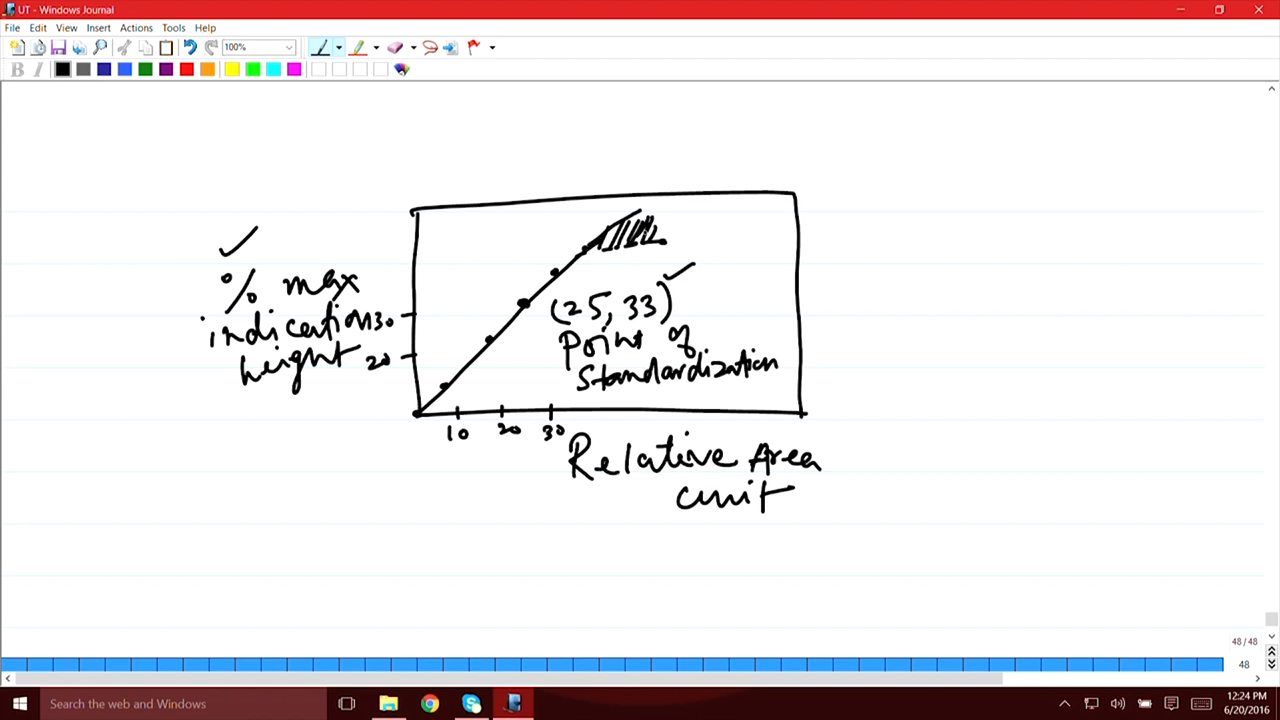 UT - Windows Journal
File Edit View Insert Actions Tools Help
100%
B I
% max
indication
height
30
20
(25, 33)
Point of
Standardization
10 20 30
Relative Area
unit
48 / 48
48
Search the web and Windows
12:24 PM
6/20/2016